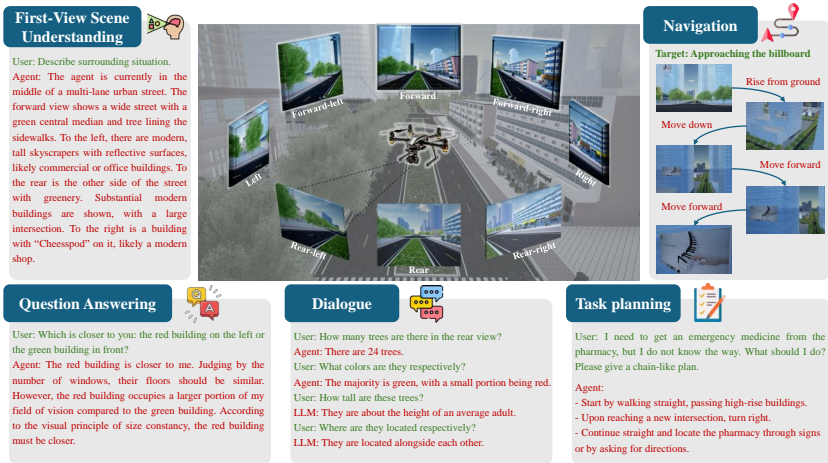 First-View Scene
Understanding
User: Describe surrounding situation.
Agent: The agent is currently in the
middle of a multi-lane urban street. The
forward view shows a wide street with a
green central median and tree lining the
sidewalks. To the left, there are modern,
tall skyscrapers with reflective surfaces,
likely commercial or office buildings. To
the rear is the other side of the street
with greenery. Substantial modern
buildings are shown, with a large
intersection. To the right is a building
with “Cheesspod” on it, likely a modern
shop.
Forward-left
Forward
Forward-right
Left
Right
Rear-left
Rear
Rear-right
Navigation
Target: Approaching the billboard
Rise from ground
Move down
Move forward
Move forward
Question Answering
Q
A
User: Which is closer to you: the red building on the left or
the green building in front?
Agent: The red building is closer to me. Judging by the
number of windows, their floors should be similar.
However, the red building occupies a larger portion of my
field of vision compared to the green building. According
to the visual principle of size constancy, the red building
must be closer.
Dialogue
User: How many trees are there in the rear view?
Agent: There are 24 trees.
User: What colors are they respectively?
Agent: The majority is green, with a small portion being red.
User: How tall are these trees?
LLM: They are about the height of an average adult.
User: Where are they located respectively?
LLM: They are located alongside each other.
Task planning
User: I need to get an emergency medicine from the
pharmacy, but I do not know the way. What should I do?
Please give a chain-like plan.
Agent:
- Start by walking straight, passing high-rise buildings.
- Upon reaching a new intersection, turn right.
- Continue straight and locate the pharmacy through signs
or by asking for directions.